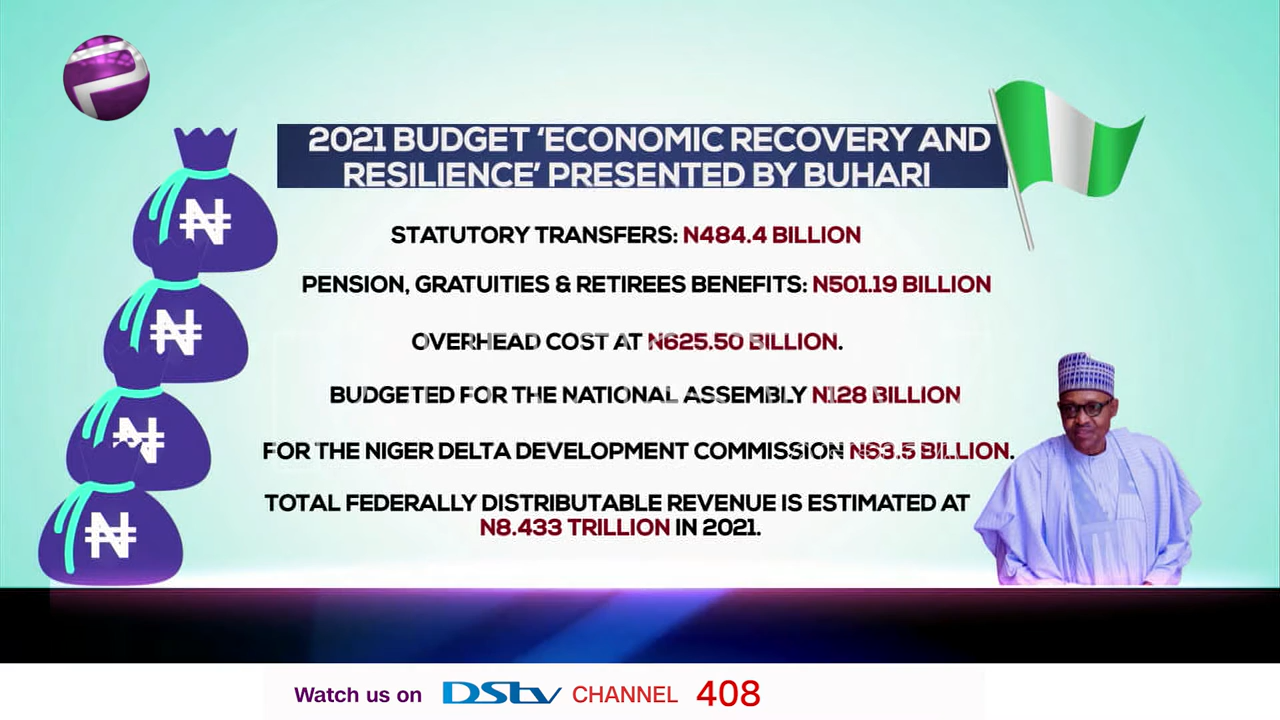 2021 BUDGET ‘ECONOMIC RECOVERY AND
RESILIENCE’ PRESENTED BY BUHARI
STATUTORY TRANSFERS: N484.4 BILLION
PENSION, GRATUITIES & RETIREES BENEFITS: N501.19 BILLION
OVERHEAD COST AT N625.50 BILLION.
BUDGETED FOR THE NATIONAL ASSEMBLY N128 BILLION
FOR THE NIGER DELTA DEVELOPMENT COMMISSION N63.5 BILLION.
TOTAL FEDERALLY DISTRIBUTABLE REVENUE IS ESTIMATED AT
N8.433 TRILLION IN 2021.
₦
₦
₦
₦
Watch us on DStv CHANNEL 408